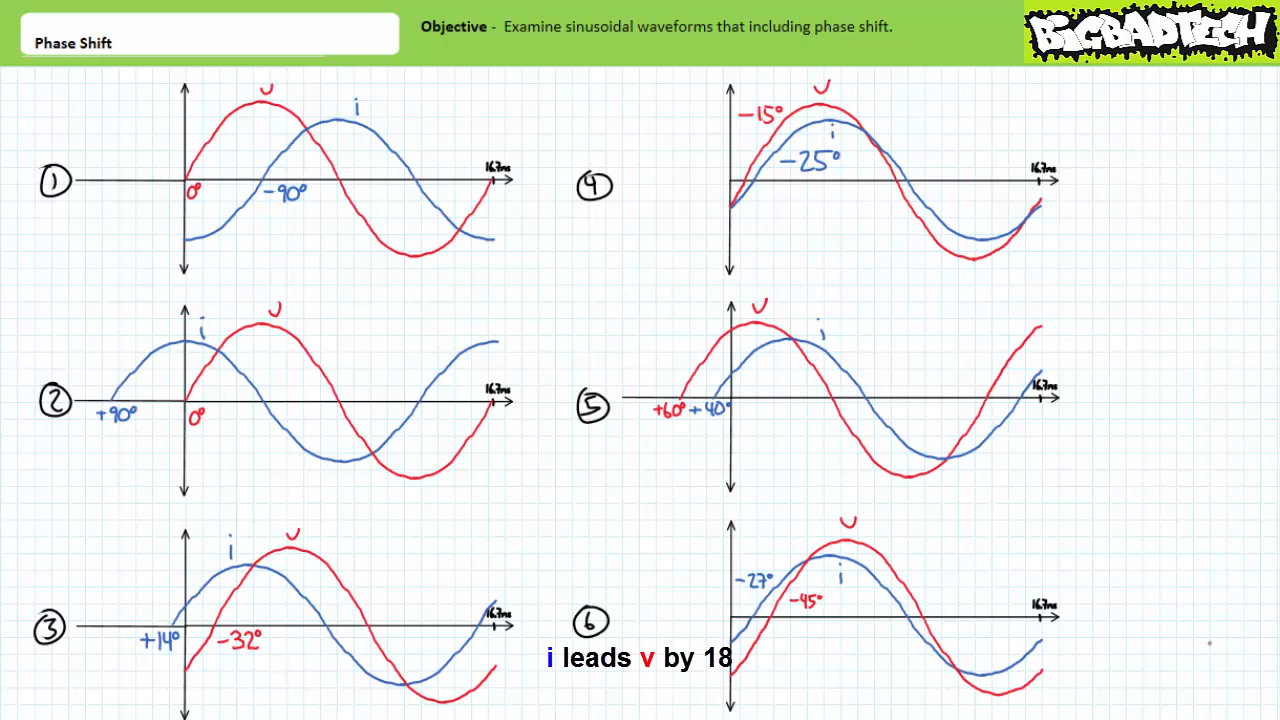 Phase Shift
Objective - Examine sinusoidal waveforms that including phase shift.
BIGBADTECH
1
v
i
0°
-90°
16.7ms
2
i
v
+90°
0°
16.7ms
3
i
v
+14°
-32°
16.7ms
4
v
-15°
i
-25°
16.7ms
5
v
i
+60°
+40°
16.7ms
6
v
-27°
i
-45°
16.7ms
i leads v by 18